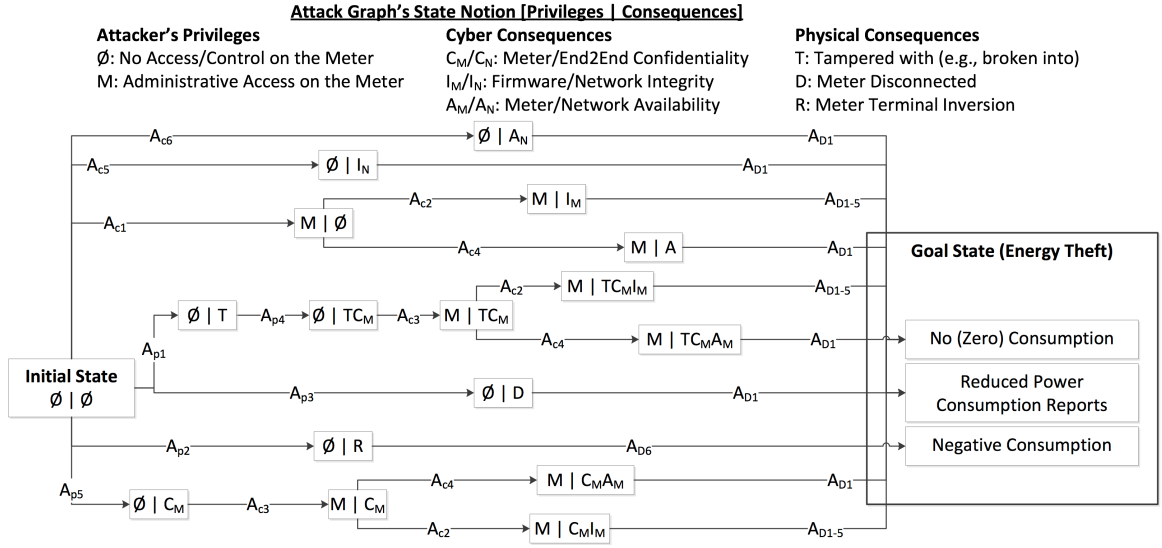 Attack Graph's State Notion [Privileges | Consequences]
Attacker's Privileges
Ø: No Access/Control on the Meter
M: Administrative Access on the Meter
Cyber Consequences
CM/CN: Meter/End2End Confidentiality
IM/IN: Firmware/Network Integrity
AM/AN: Meter/Network Availability
Physical Consequences
T: Tampered with (e.g., broken into)
D: Meter Disconnected
R: Meter Terminal Inversion
Ac6
Ø | AN
AD1
Ac5
Ø | IN
AD1
Ac1
M | Ø
Ac2
M | IM
AD1-5
Ac4
M | A
AD1
Goal State (Energy Theft)
Ac2
M | TCMIM
AD1-5
Ø | T
Ap4
Ø | TCM
Ac3
M | TCM
Ac4
M | TCMAM
AD1
No (Zero) Consumption
Ap1
Initial State
Ø | Ø
Ap3
Ø | D
AD1
Reduced Power
Consumption Reports
Ap2
Ø | R
AD6
Negative Consumption
Ap5
Ø | CM
Ac3
M | CM
Ac4
M | CMAM
AD1
Ac2
M | CMIM
AD1-5